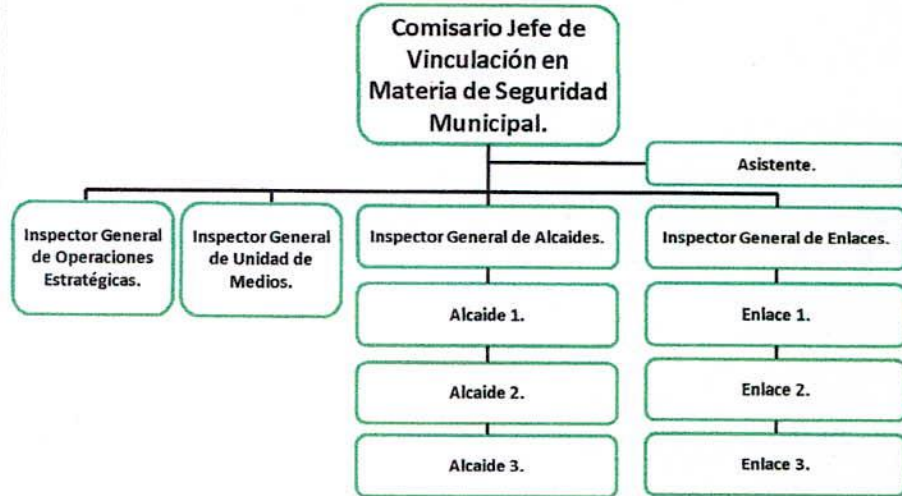 Comisario Jefe de
Vinculación en
Materia de Seguridad
Municipal.
Asistente.
Inspector General
de Operaciones
Estratégicas.
Inspector General
de Unidad de
Medios.
Inspector General de Alcaides.
Inspector General de Enlaces.
Alcaide 1.
Enlace 1.
Alcaide 2.
Enlace 2.
Alcaide 3.
Enlace 3.